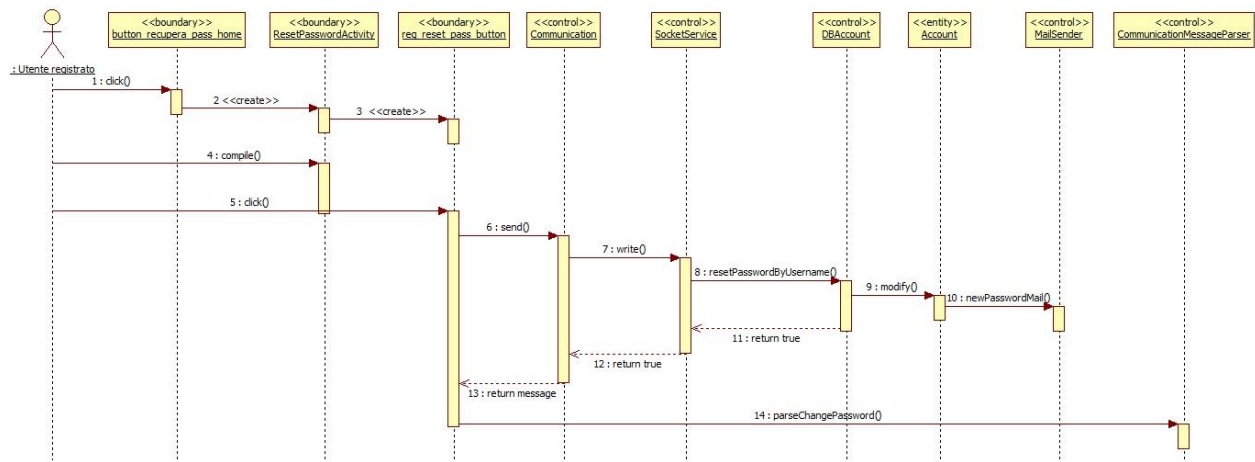 <<boundary>>
button_recupera_pass_home
<<boundary>>
ResetPasswordActivity
<<boundary>>
req_reset_pass_button
<<control>>
Communication
<<control>>
SocketService
<<control>>
DBAccount
<<entity>>
Account
<<control>>
MailSender
<<control>>
CommunicationMessageParser
: Utente registrato
1 : click()
2 <<create>>
3 <<create>>
4 : compile()
5 : click()
6 : send()
7 : write()
8 : resetPasswordByUsername()
9 : modify()
10 : newPasswordMail()
11 : return true
12 : return true
13 : return message
14 : parseChangePassword()